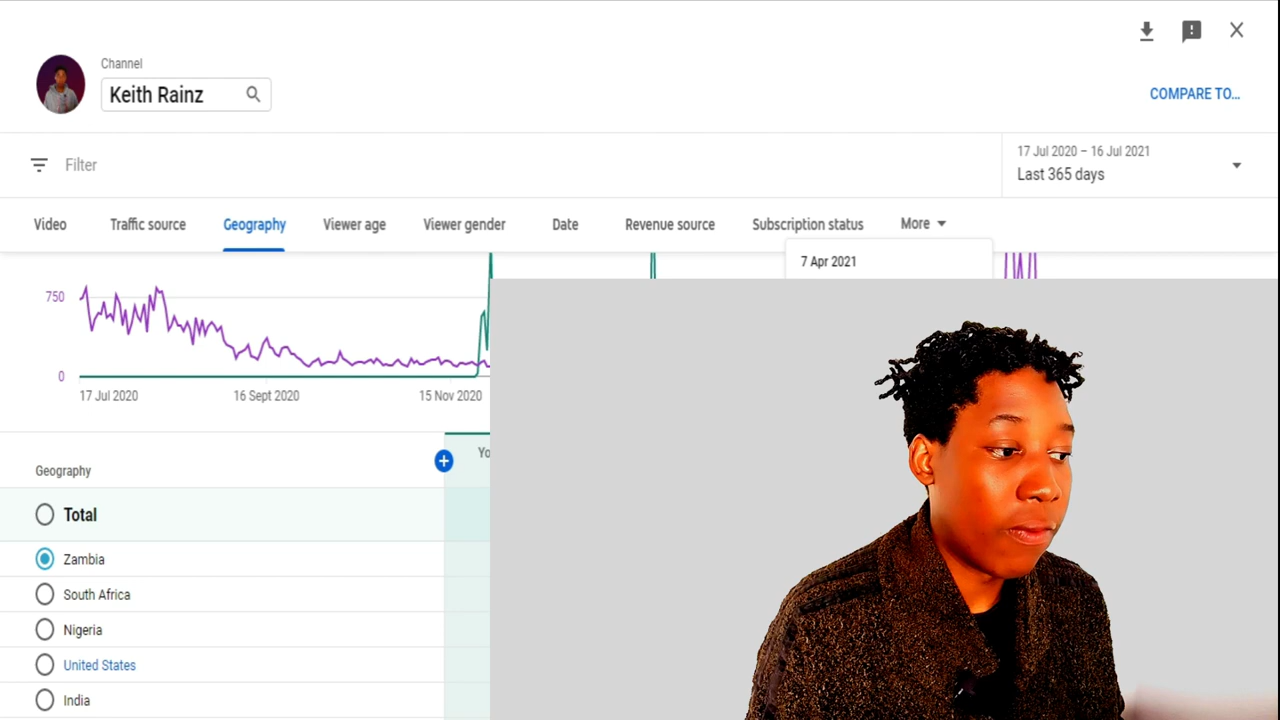 Channel
Keith Rainz
COMPARE TO...
Filter
17 Jul 2020 – 16 Jul 2021
Last 365 days
Video Traffic source Geography Viewer age Viewer gender Date Revenue source Subscription status More
7 Apr 2021
750
0
17 Jul 2020 16 Sept 2020 15 Nov 2020
Geography
Total
Zambia
South Africa
Nigeria
United States
India